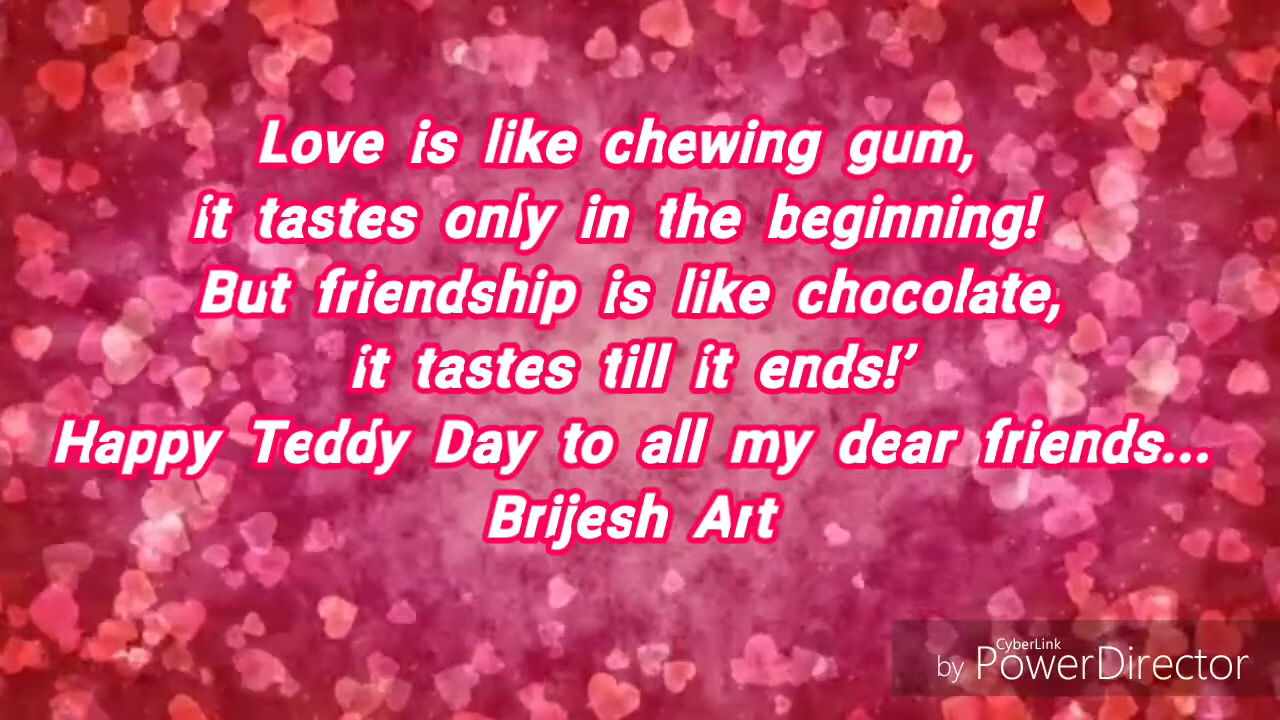 Love is like chewing gum,
it tastes only in the beginning!
But friendship is like chocolate,
it tastes till it ends!’
Happy Teddy Day to all my dear friends...
Brijesh Art
by CyberLink PowerDirector